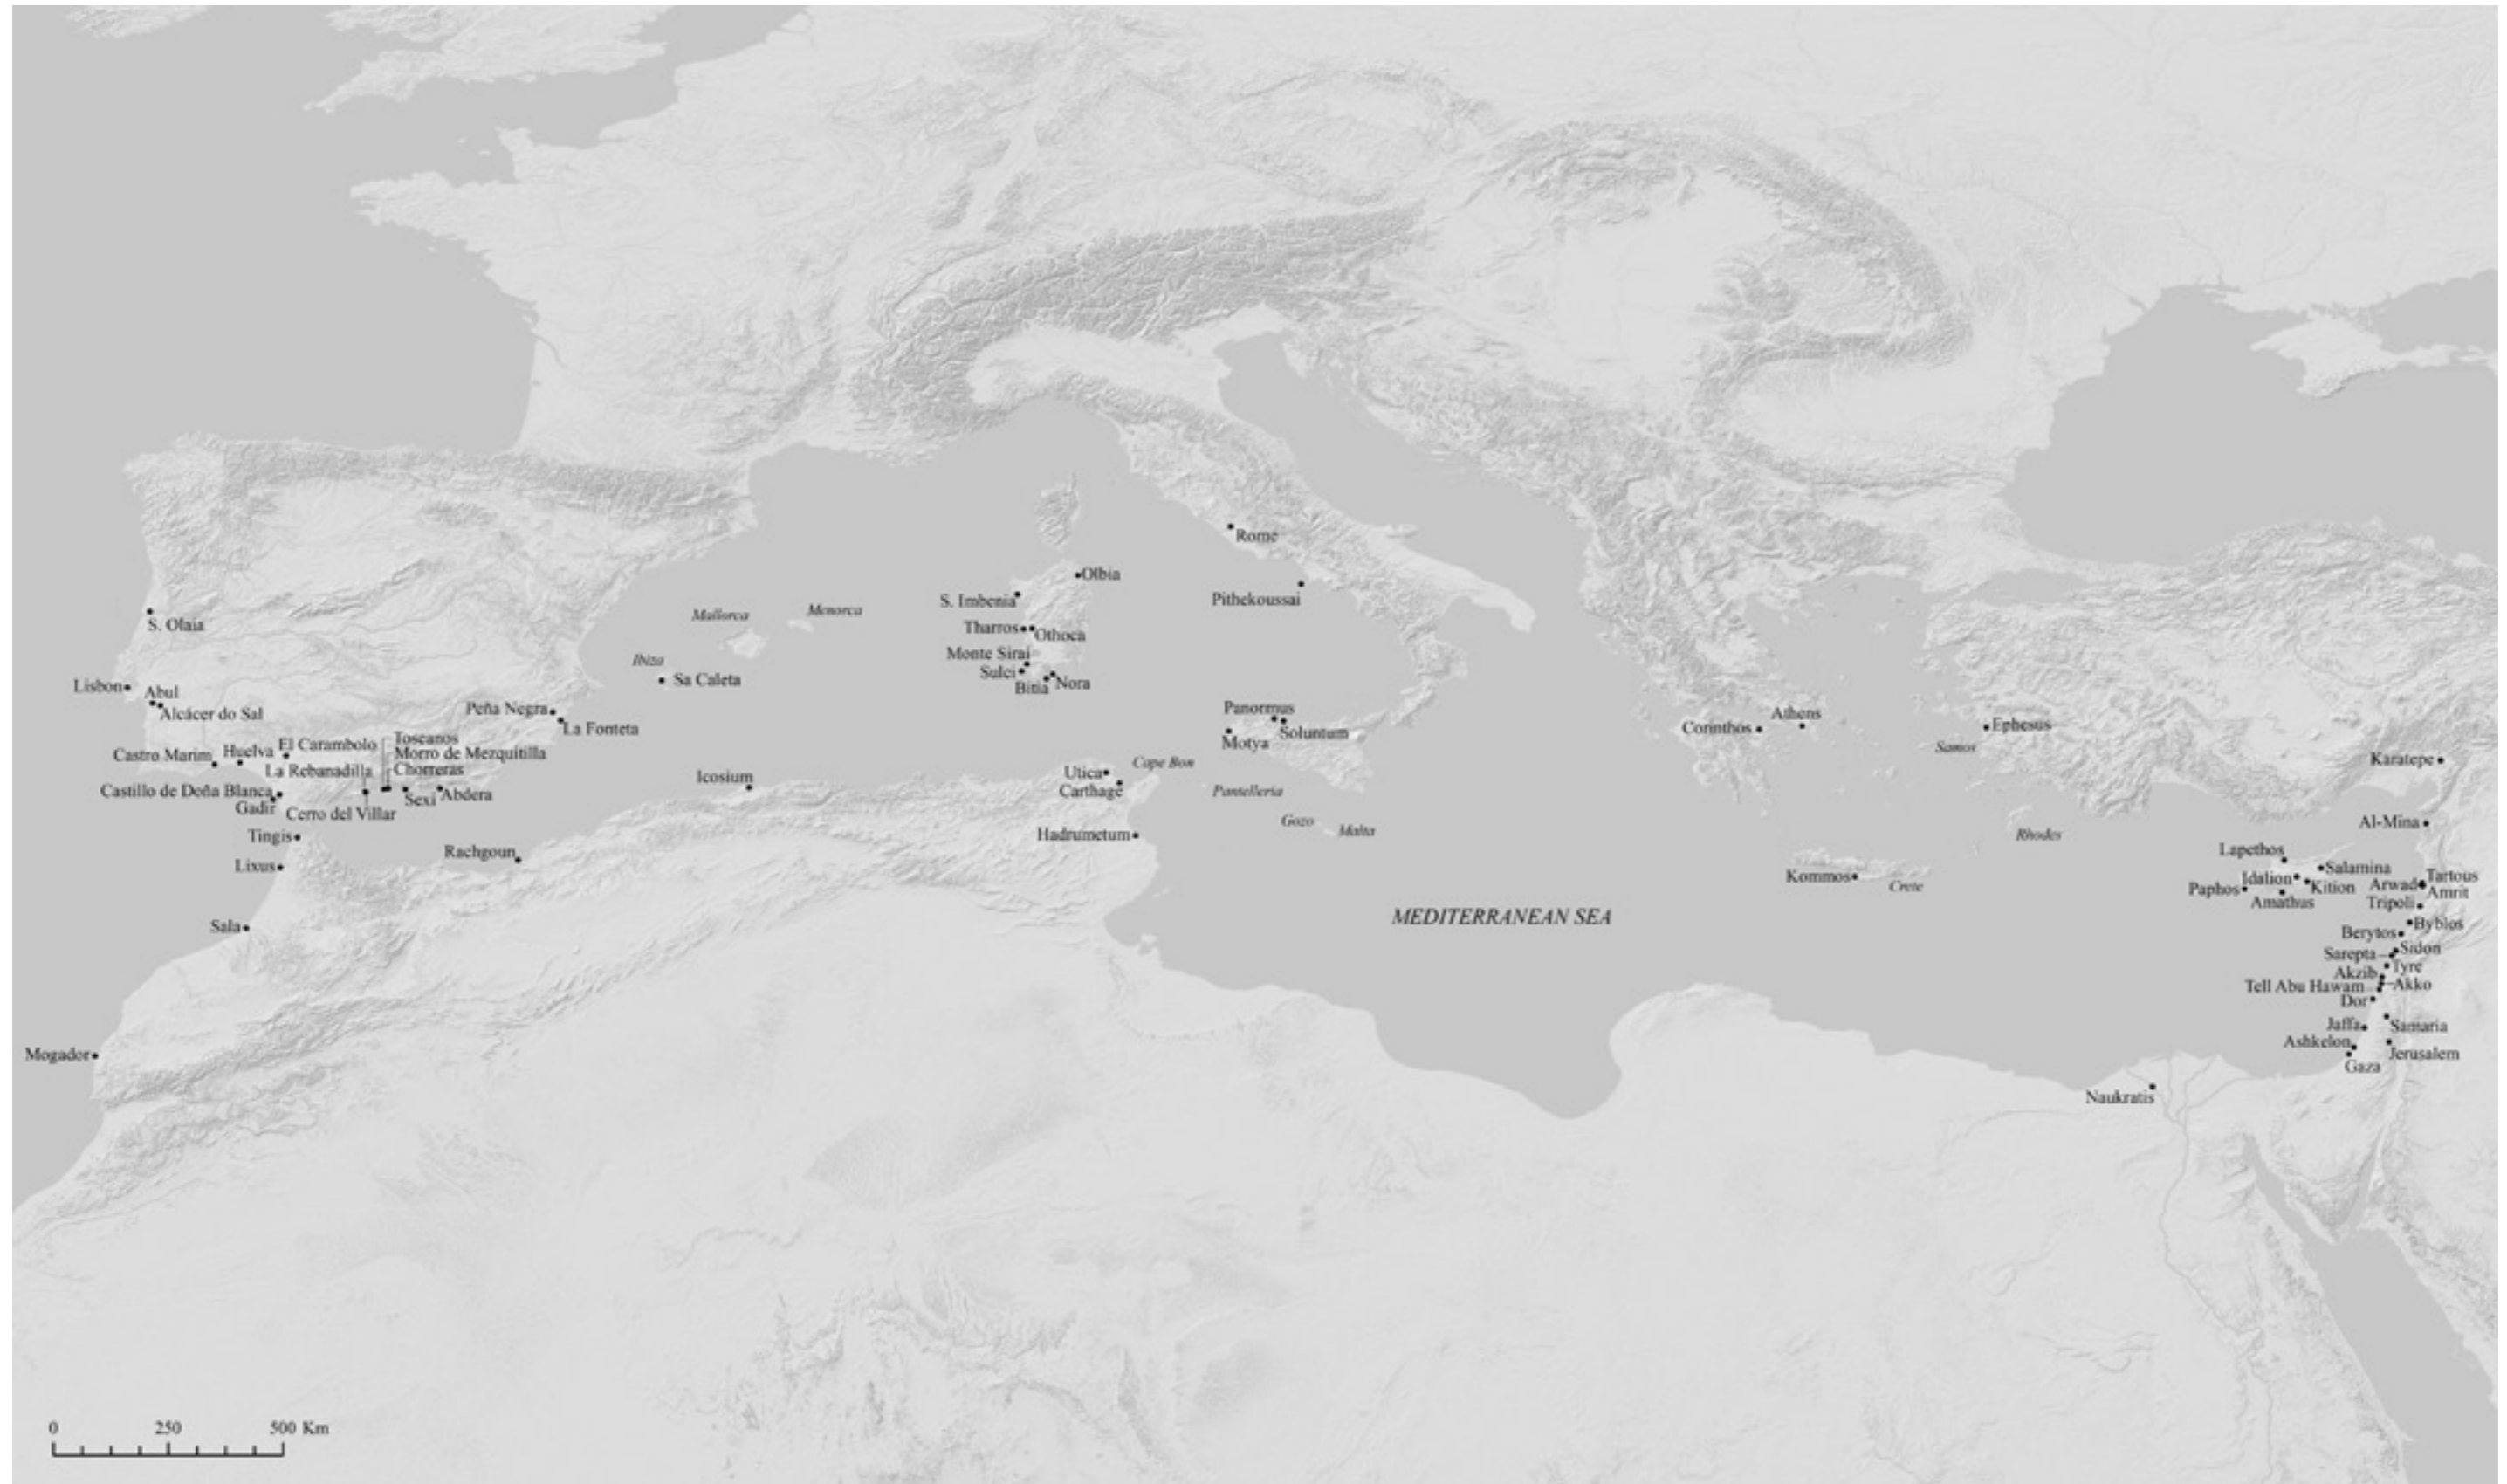 Rome
Olbia
S. Imbenia
Pithekoussai
Mallorca
Menorca
S. Olaia
Tharros
Othoca
Monte Sirai
Ibiza
Sulci
Sa Caleta
Bitia
Nora
Lisbon
Abul
Alcácer do Sal
Peña Negra
La Fonteta
Panormus
Soluntum
Motya
Corinthos
Athens
Ephesus
Samos
Castro Marim
Huelva
El Carambolo
Toscanos
Morro de Mezquitilla
La Rebanadilla
Chorreras
Castillo de Doña Blanca
Gadir
Cerro del Villar
Sexi
Abdera
Icosium
Utica
Cape Bon
Carthage
Pantelleria
Karatepe
Tingis
Gozo
Malta
Hadrumetum
Rhodes
Al-Mina
Rachgoun
Lixus
Lapethos
Salamina
Kommos
Crete
Idalion
Kition
Paphos
Amathus
Arwad
Tartous
Amrit
Tripoli
Sala
MEDITERRANEAN SEA
Byblos
Berytos
Sidon
Sarepta
Tyre
Akzib
Akko
Tell Abu Hawam
Dor
Jaffa
Samaria
Ashkelon
Jerusalem
Gaza
Mogador
Naukratis
0 250 500 Km